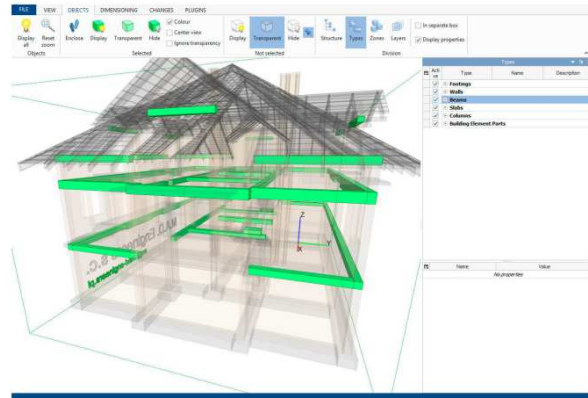 FILE VIEW OBJECTS DIMENSIONING CHANGES PLUGINS
Display all
Reset zoom
Objects
Enclose
Display
Transparent
Hide
Colour
Center view
Ignore transparency
Selected
Display
Transparent
Hide
Not selected
Structure
Types
Zones
Layers
Division
In separate box
Display properties
Types
Type Name Description
Footings
Walls
Beams
Slabs
Columns
Building Element Parts
Name Value
No properties
Z
Y
X